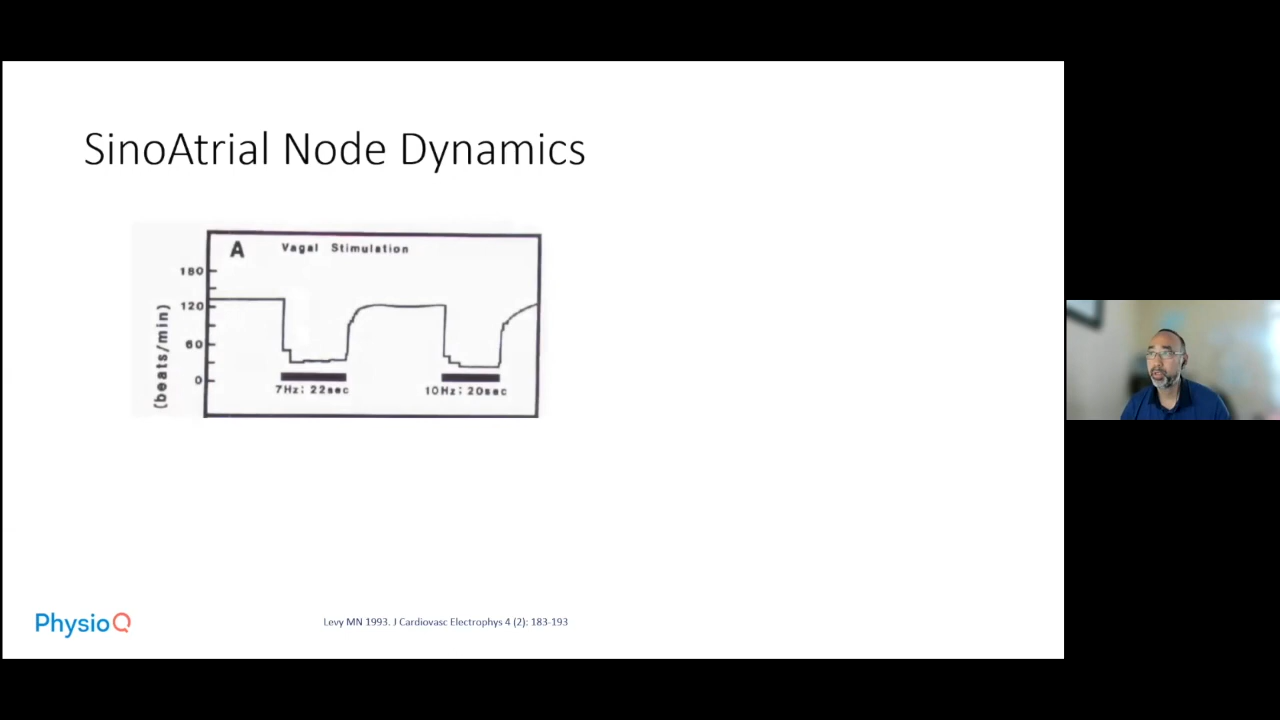 SinoAtrial Node Dynamics
A Vagal Stimulation
180
120
60
0
(beats/min)
7Hz; 22sec
10Hz; 20sec
PhysioQ
Levy MN 1993. J Cardiovasc Electrophys 4 (2): 183-193